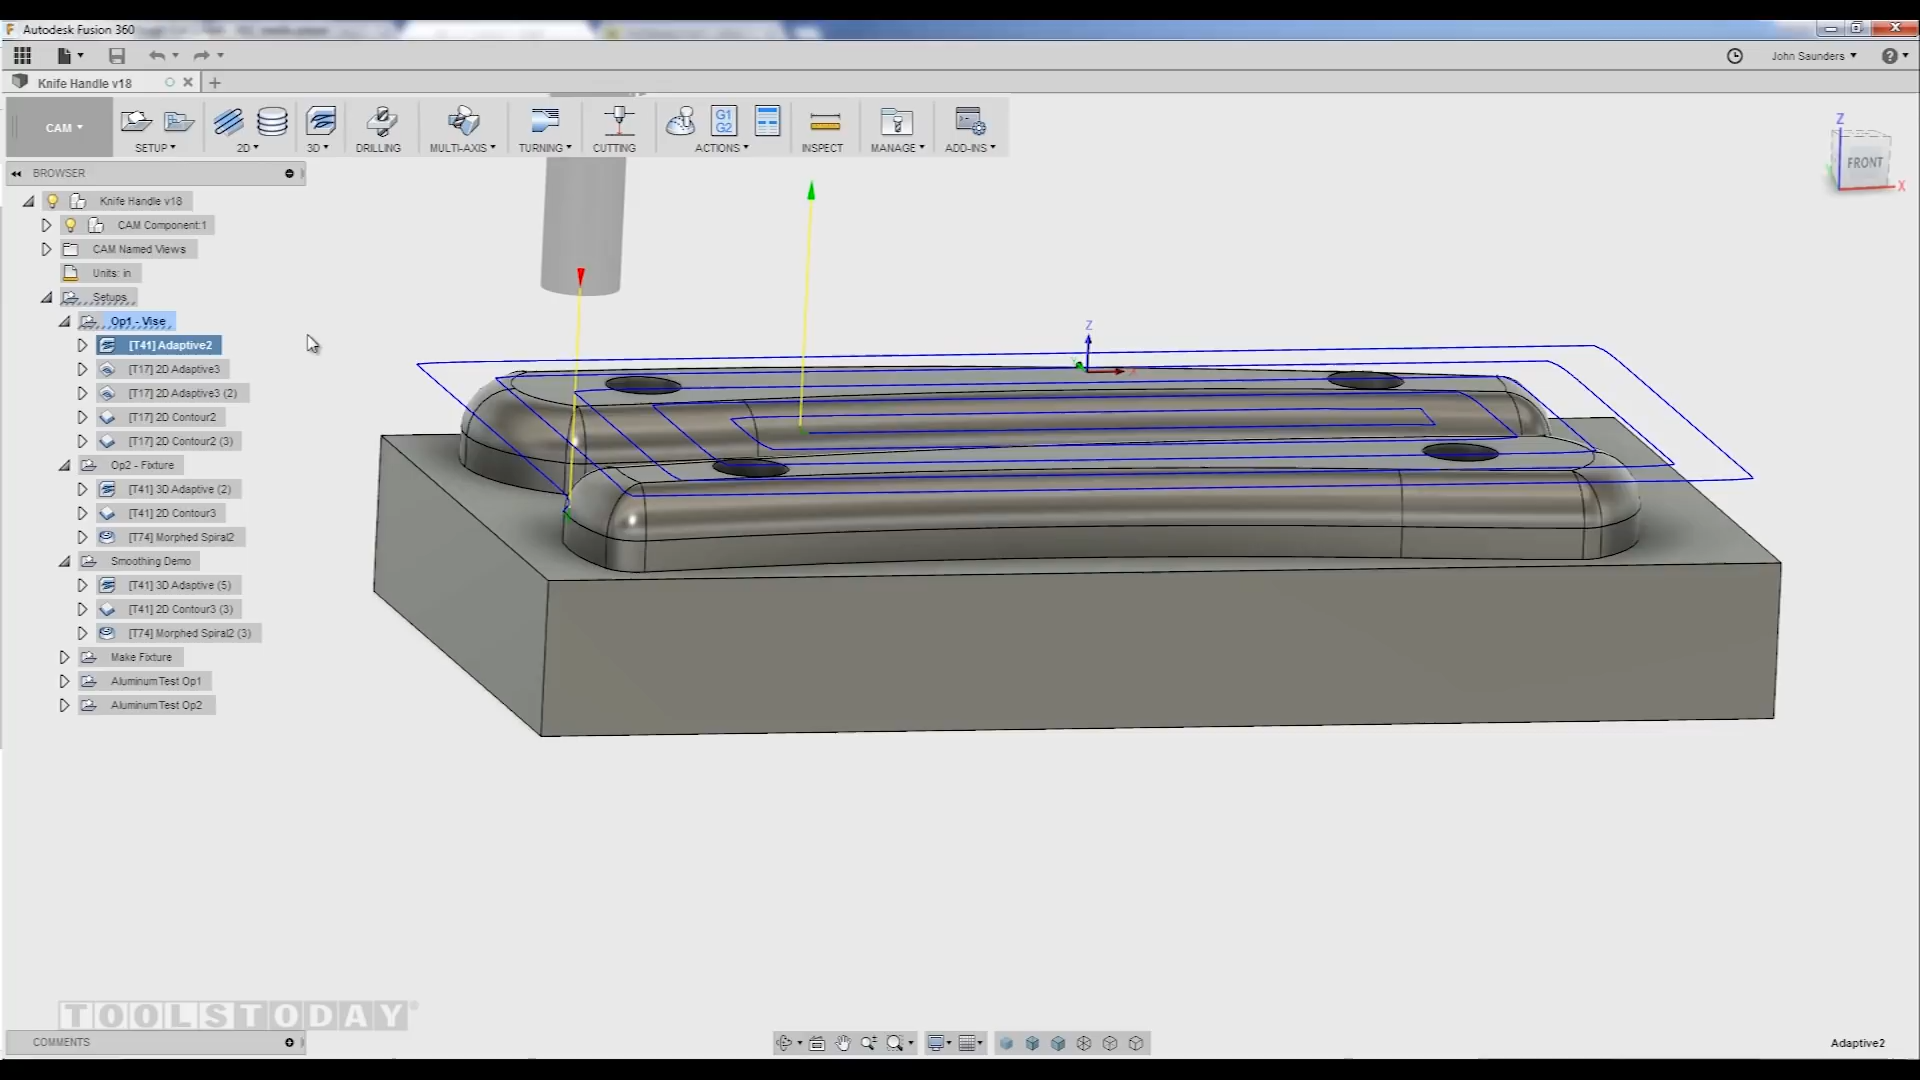 Autodesk Fusion 360
John Saunders
Knife Handle v18
CAM
SETUP
2D
3D
DRILLING
MULTI-AXIS
TURNING
CUTTING
G1
G2
ACTIONS
INSPECT
MANAGE
ADD-INS
BROWSER
Knife Handle v18
CAM Component:1
CAM Named Views
Units: in
Setups
Op1 - Vise
[T41] Adaptive2
[T17] 2D Adaptive3
[T17] 2D Adaptive3 (2)
[T17] 2D Contour2
[T17] 2D Contour2 (3)
Op2 - Fixture
[T41] 3D Adaptive (2)
[T41] 2D Contour3
[T74] Morphed Spiral2
Smoothing Demo
[T41] 3D Adaptive (5)
[T41] 2D Contour3 (3)
[T74] Morphed Spiral2 (3)
Make Fixture
Aluminum Test Op1
Aluminum Test Op2
Z
FRONT
X
Z
X
TOOLSTODAY®
COMMENTS
Adaptive2